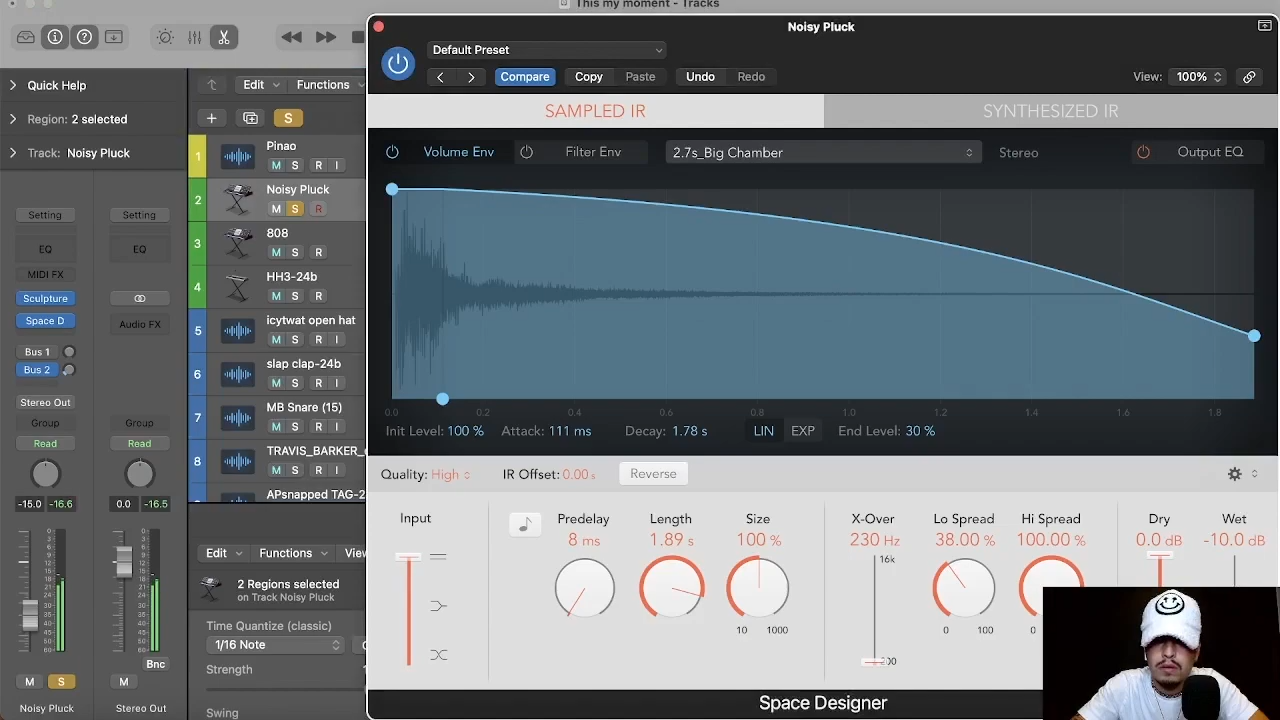 This my moment - Tracks
Noisy Pluck
Default Preset
Compare
Copy
Paste
Undo
Redo
View:
100%
Quick Help
Region: 2 selected
Track: Noisy Pluck
Edit
Functions
S
SAMPLED IR
SYNTHESIZED IR
Volume Env
Filter Env
2.7s_Big Chamber
Stereo
Output EQ
1
Pinao
M S R I
2
Noisy Pluck
M S R
3
808
M S R
4
HH3-24b
M S R
5
icytwat open hat
M S R I
6
slap clap-24b
M S R I
7
MB Snare (15)
M S R I
8
TRAVIS_BARKER_
M S R I
APsnapped TAG-2
Setting
Setting
EQ
EQ
MIDI FX
Sculpture
Space D
Audio FX
Bus 1
Bus 2
Stereo Out
Group
Group
Read
Read
-15.0 -16.6
0.0 -16.5
Bnc
M S
M
Noisy Pluck
Stereo Out
0.0 0.2 0.4 0.6 0.8 1.0 1.2 1.4 1.6 1.8
Init Level: 100 %
Attack: 111 ms
Decay: 1.78 s
LIN
EXP
End Level: 30 %
Quality: High
IR Offset: 0.00 s
Reverse
Input
Predelay
8 ms
Length
1.89 s
Size
100 %
10 1000
X-Over
230 Hz
16k
Lo Spread
38.00 %
0 100
Hi Spread
100.00 %
0
Dry
0.0 dB
Wet
-10.0 dB
Edit
Functions
2 Regions selected
on Track Noisy Pluck
Time Quantize (classic)
1/16 Note
Strength
Swing
Space Designer